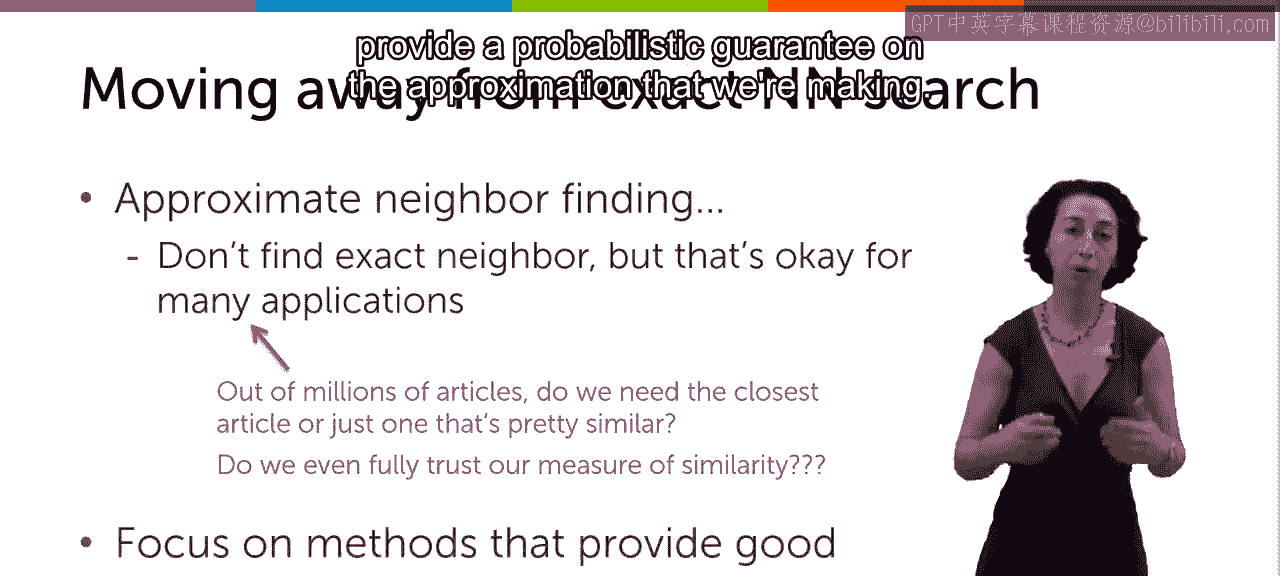 GPT中英字幕课程资源@bilibili.com
provide a probabilistic guarantee on
the approximation that we're making.
Moving away from exact NN search
• Approximate neighbor finding...
- Don't find exact neighbor, but that's okay for
many applications
Out of millions of articles, do we need the closest
article or just one that's pretty similar?
Do we even fully trust our measure of similarity???
• Focus on methods that provide good